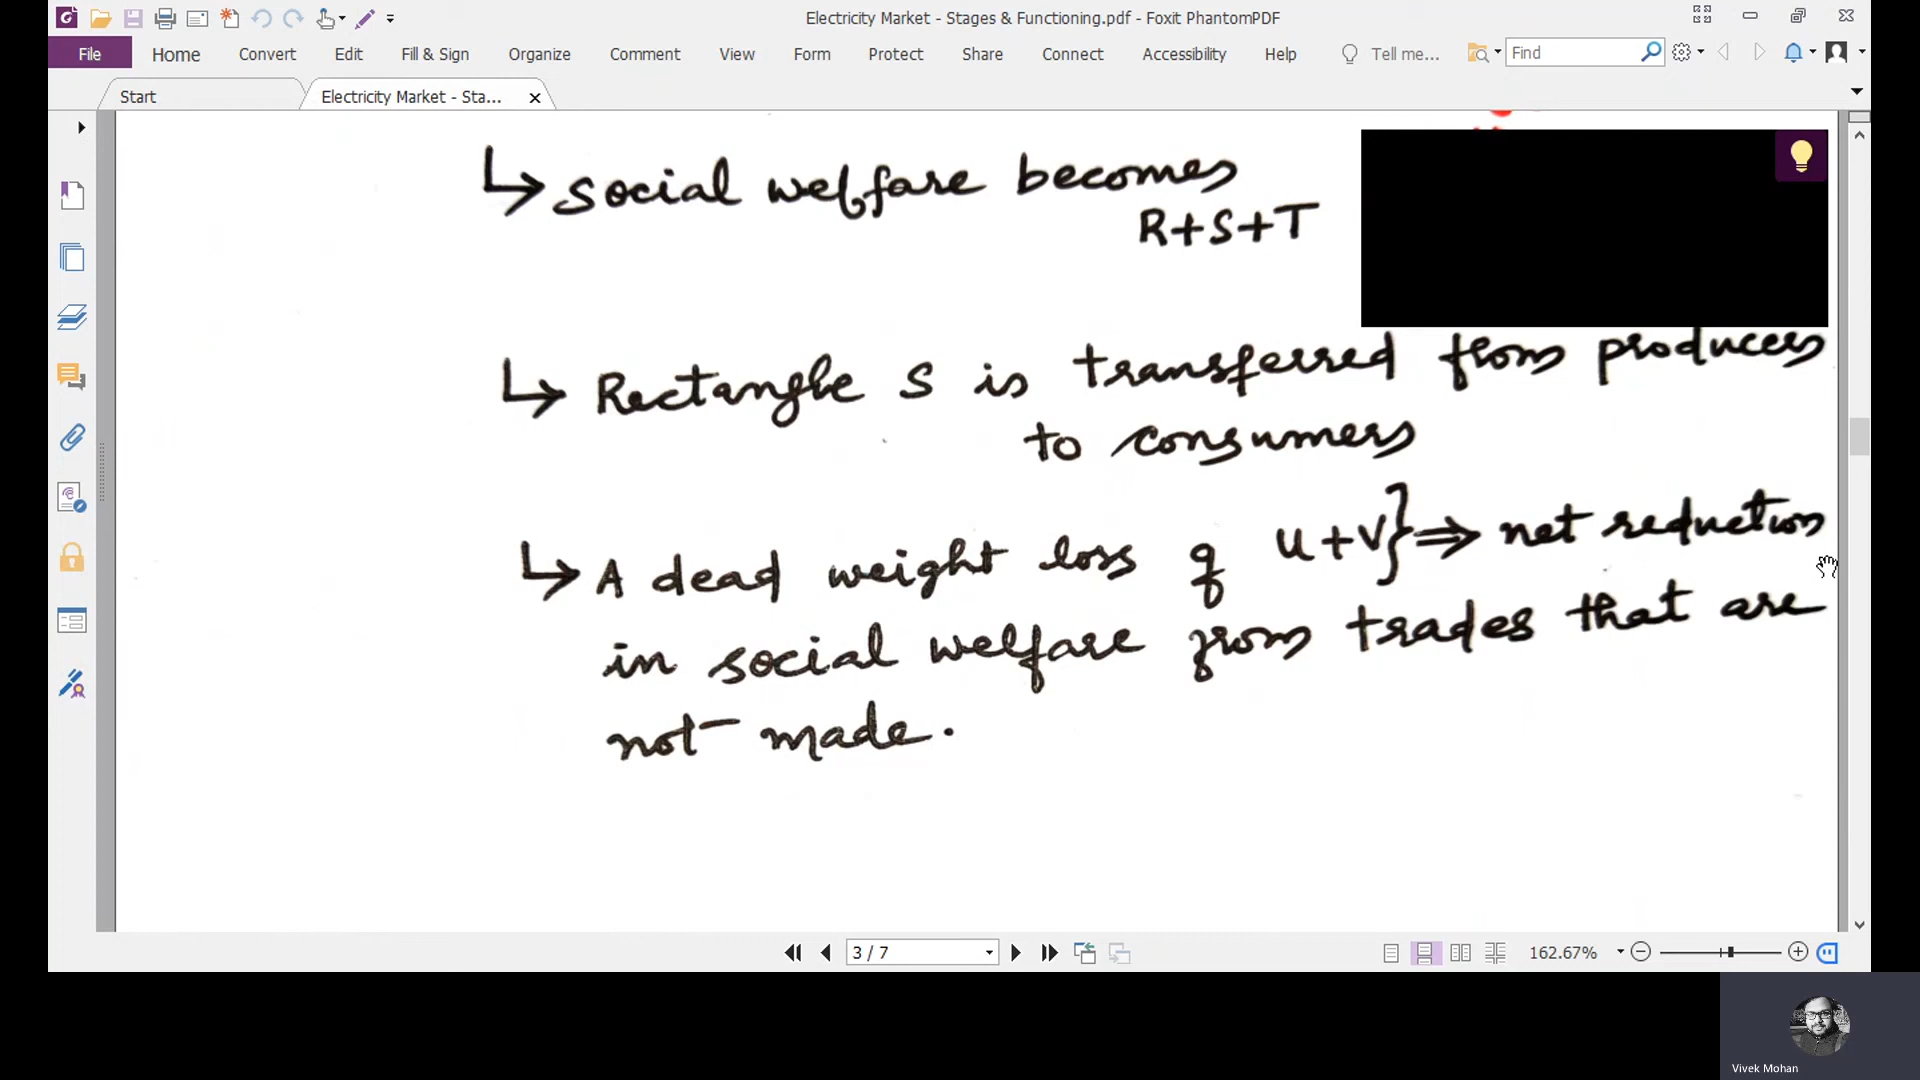 Electricity Market - Stages & Functioning.pdf - Foxit PhantomPDF
File Home Convert Edit Fill & Sign Organize Comment View Form Protect Share Connect Accessibility Help Tell me... Find
Start Electricity Market - Sta...
↳ Social welfare becomes
R+S+T
↳ Rectangle S is transferred from producers
to consumers
↳ A dead weight loss of U+V} ⇒ net reduction
in social welfare from trades that are
not made.
3 / 7 162.67%
Vivek Mohan